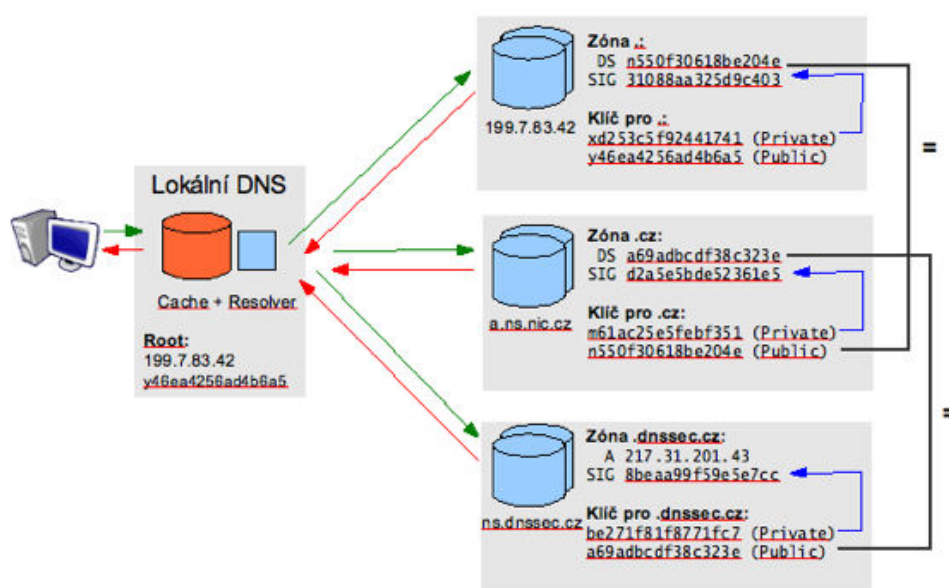 Zóna .:
DS n550f30618be204e
SIG 31088aa325d9c403
199.7.83.42
Klíč pro .:
xd253c5f92441741 (Private)
y46ea4256ad4b6a5 (Public)
=
Lokální DNS
Cache + Resolver
Root:
199.7.83.42
y46ea4256ad4b6a5
Zóna .cz:
DS a69adbcdf38c323e
SIG d2a5e5bde52361e5
a.ns.nic.cz
Klíč pro .cz:
m61ac25e5febf351 (Private)
n550f30618be204e (Public)
=
Zóna .dnssec.cz:
A 217.31.201.43
SIG 8beaa99f59e5e7cc
ns.dnssec.cz
Klíč pro .dnssec.cz:
be271f81f8771fc7 (Private)
a69adbcdf38c323e (Public)